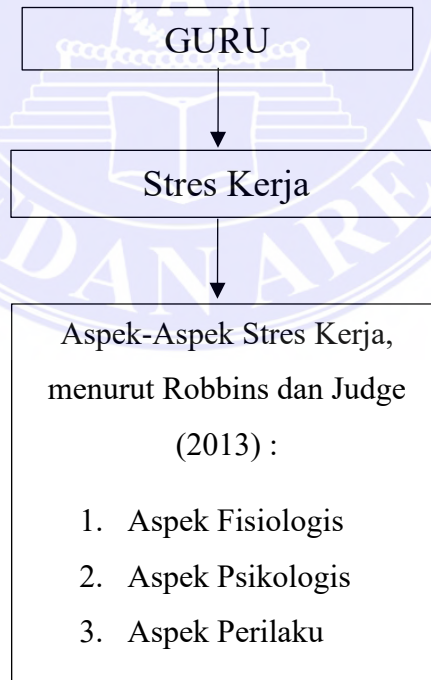 GURU
Stres Kerja
Aspek-Aspek Stres Kerja,
menurut Robbins dan Judge
(2013) :
1. Aspek Fisiologis
2. Aspek Psikologis
3. Aspek Perilaku